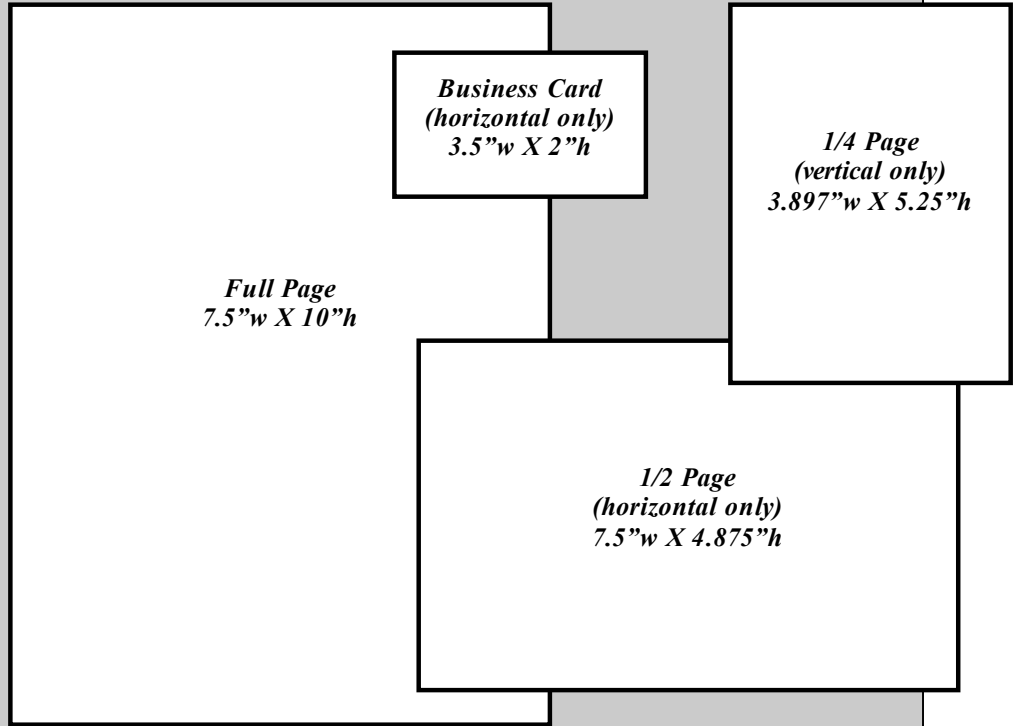 Business Card
(horizontal only)
3.5”w X 2”h
1/4 Page
(vertical only)
3.897”w X 5.25”h
Full Page
7.5”w X 10”h
1/2 Page
(horizontal only)
7.5”w X 4.875”h